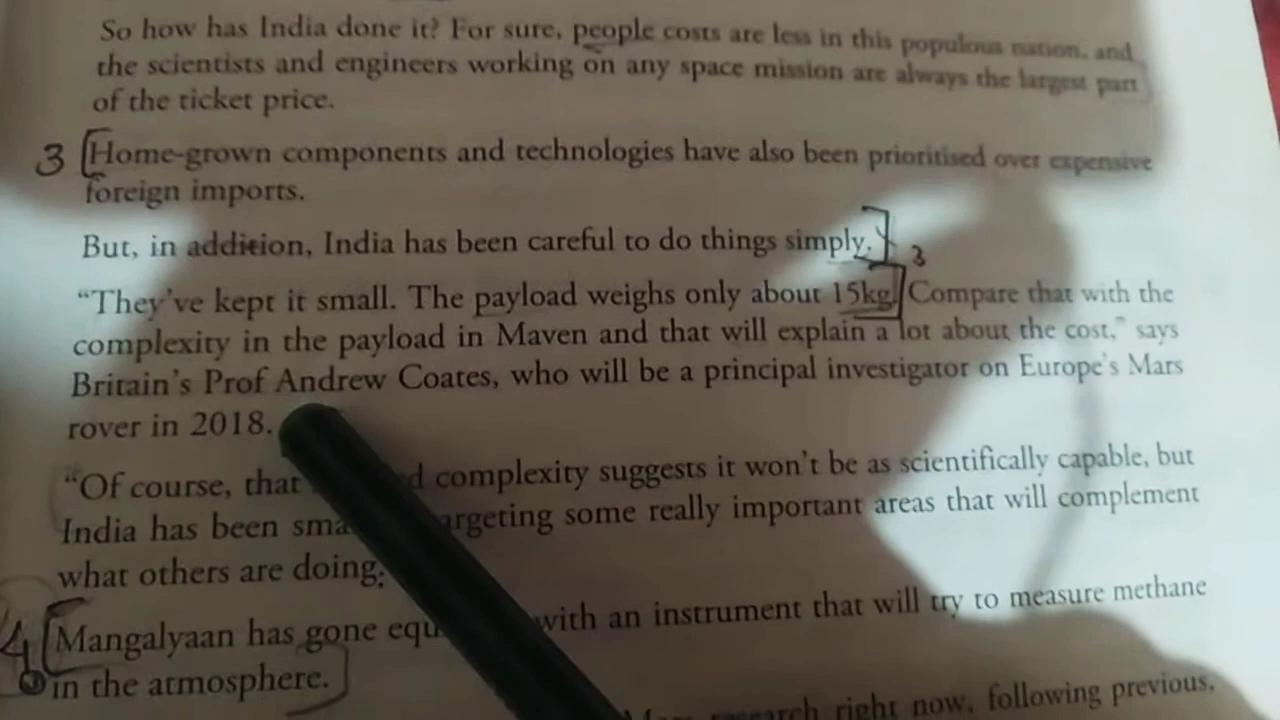 So how has India done it? For sure, people costs are less in this populous nation, and
the scientists and engineers working on any space mission are always the largest part
of the ticket price.
3 Home-grown components and technologies have also been prioritised over expensive
foreign imports.
But, in addition, India has been careful to do things simply. 3
“They’ve kept it small. The payload weighs only about 15kg. Compare that with the
complexity in the payload in Maven and that will explain a lot about the cost,” says
Britain’s Prof Andrew Coates, who will be a principal investigator on Europe’s Mars
rover in 2018.
“Of course, that complexity suggests it won’t be as scientifically capable, but
India has been some really important areas that will complement
what others are doing.
4 Mangalyaan has gone with an instrument that will try to measure methane
in the atmosphere.
research right now, following previous,